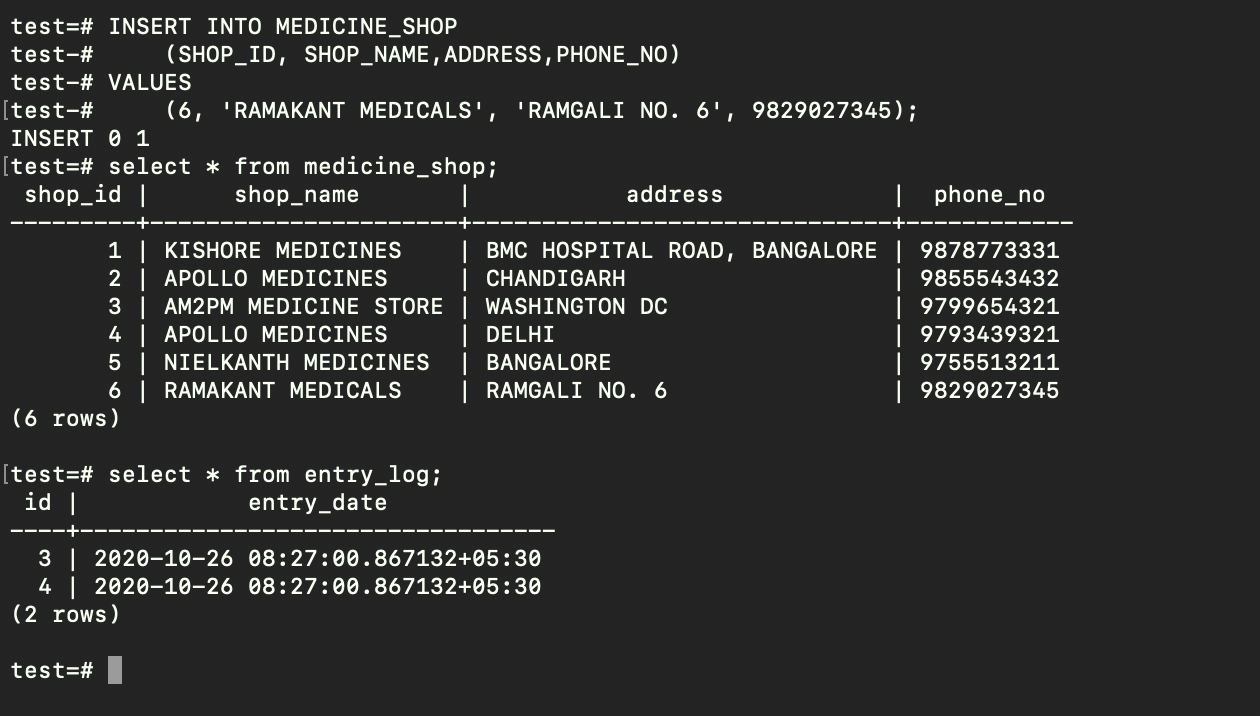 test=# INSERT INTO MEDICINE_SHOP
test-#     (SHOP_ID, SHOP_NAME,ADDRESS,PHONE_NO)
test-# VALUES
[test-#     (6, 'RAMAKANT MEDICALS', 'RAMGALI NO. 6', 9829027345);
INSERT 0 1
[test=# select * from medicine_shop;
 shop_id |      shop_name       |           address            |  phone_no
---------+----------------------+------------------------------+------------
       1 | KISHORE MEDICINES    | BMC HOSPITAL ROAD, BANGALORE | 9878773331
       2 | APOLLO MEDICINES     | CHANDIGARH                   | 9855543432
       3 | AM2PM MEDICINE STORE | WASHINGTON DC                | 9799654321
       4 | APOLLO MEDICINES     | DELHI                        | 9793439321
       5 | NIELKANTH MEDICINES  | BANGALORE                    | 9755513211
       6 | RAMAKANT MEDICALS    | RAMGALI NO. 6                | 9829027345
(6 rows)

[test=# select * from entry_log;
 id |            entry_date
----+----------------------------------
  3 | 2020-10-26 08:27:00.867132+05:30
  4 | 2020-10-26 08:27:00.867132+05:30
(2 rows)

test=#